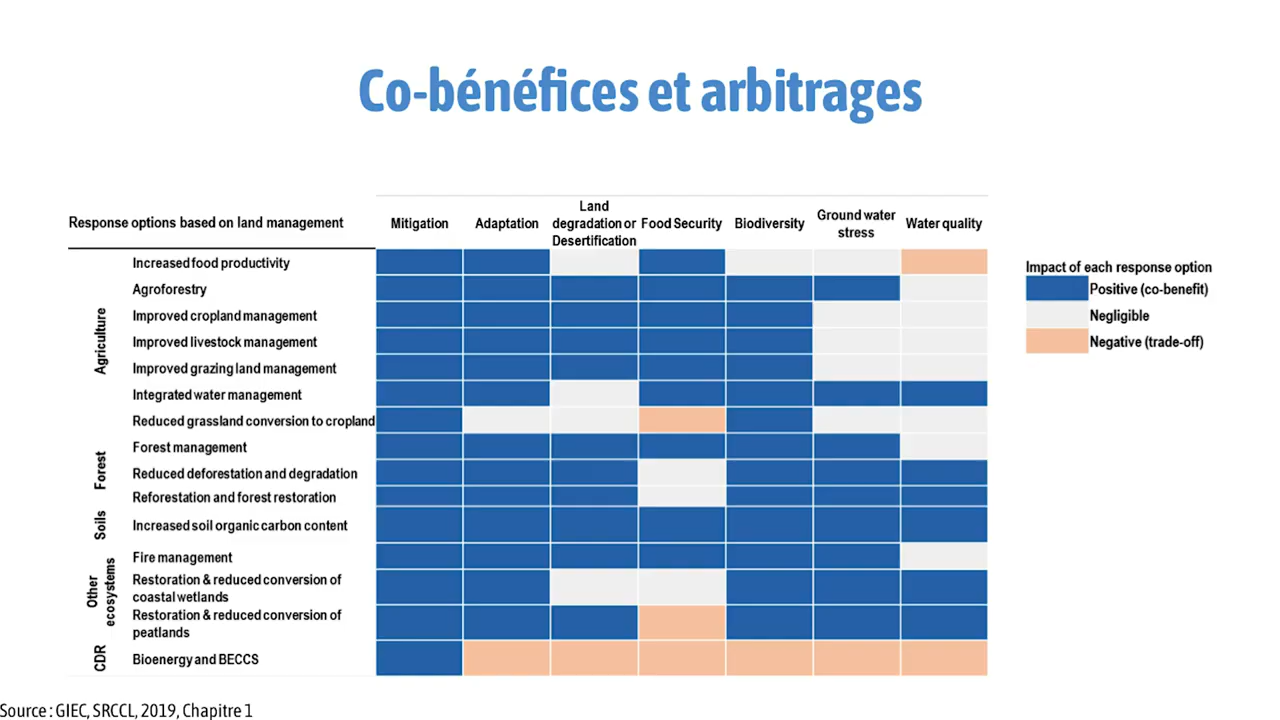 Co-bénéfices et arbitrages
Response options based on land management
Mitigation
Adaptation
Land
degradation or
Desertification
Food Security
Biodiversity
Ground water
stress
Water quality
Agriculture
Increased food productivity
Agroforestry
Improved cropland management
Improved livestock management
Improved grazing land management
Integrated water management
Reduced grassland conversion to cropland
Forest
Forest management
Reduced deforestation and degradation
Reforestation and forest restoration
Soils
Increased soil organic carbon content
Other
ecosystems
Fire management
Restoration & reduced conversion of
coastal wetlands
Restoration & reduced conversion of
peatlands
CDR
Bioenergy and BECCS
Impact of each response option
Positive (co-benefit)
Negligible
Negative (trade-off)
Source : GIEC, SRCCL, 2019, Chapitre 1